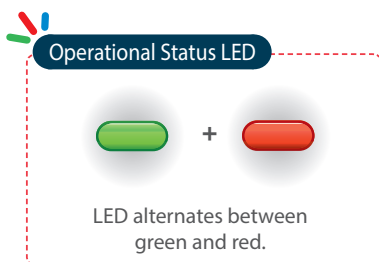 Operational Status LED
+
LED alternates between
green and red.